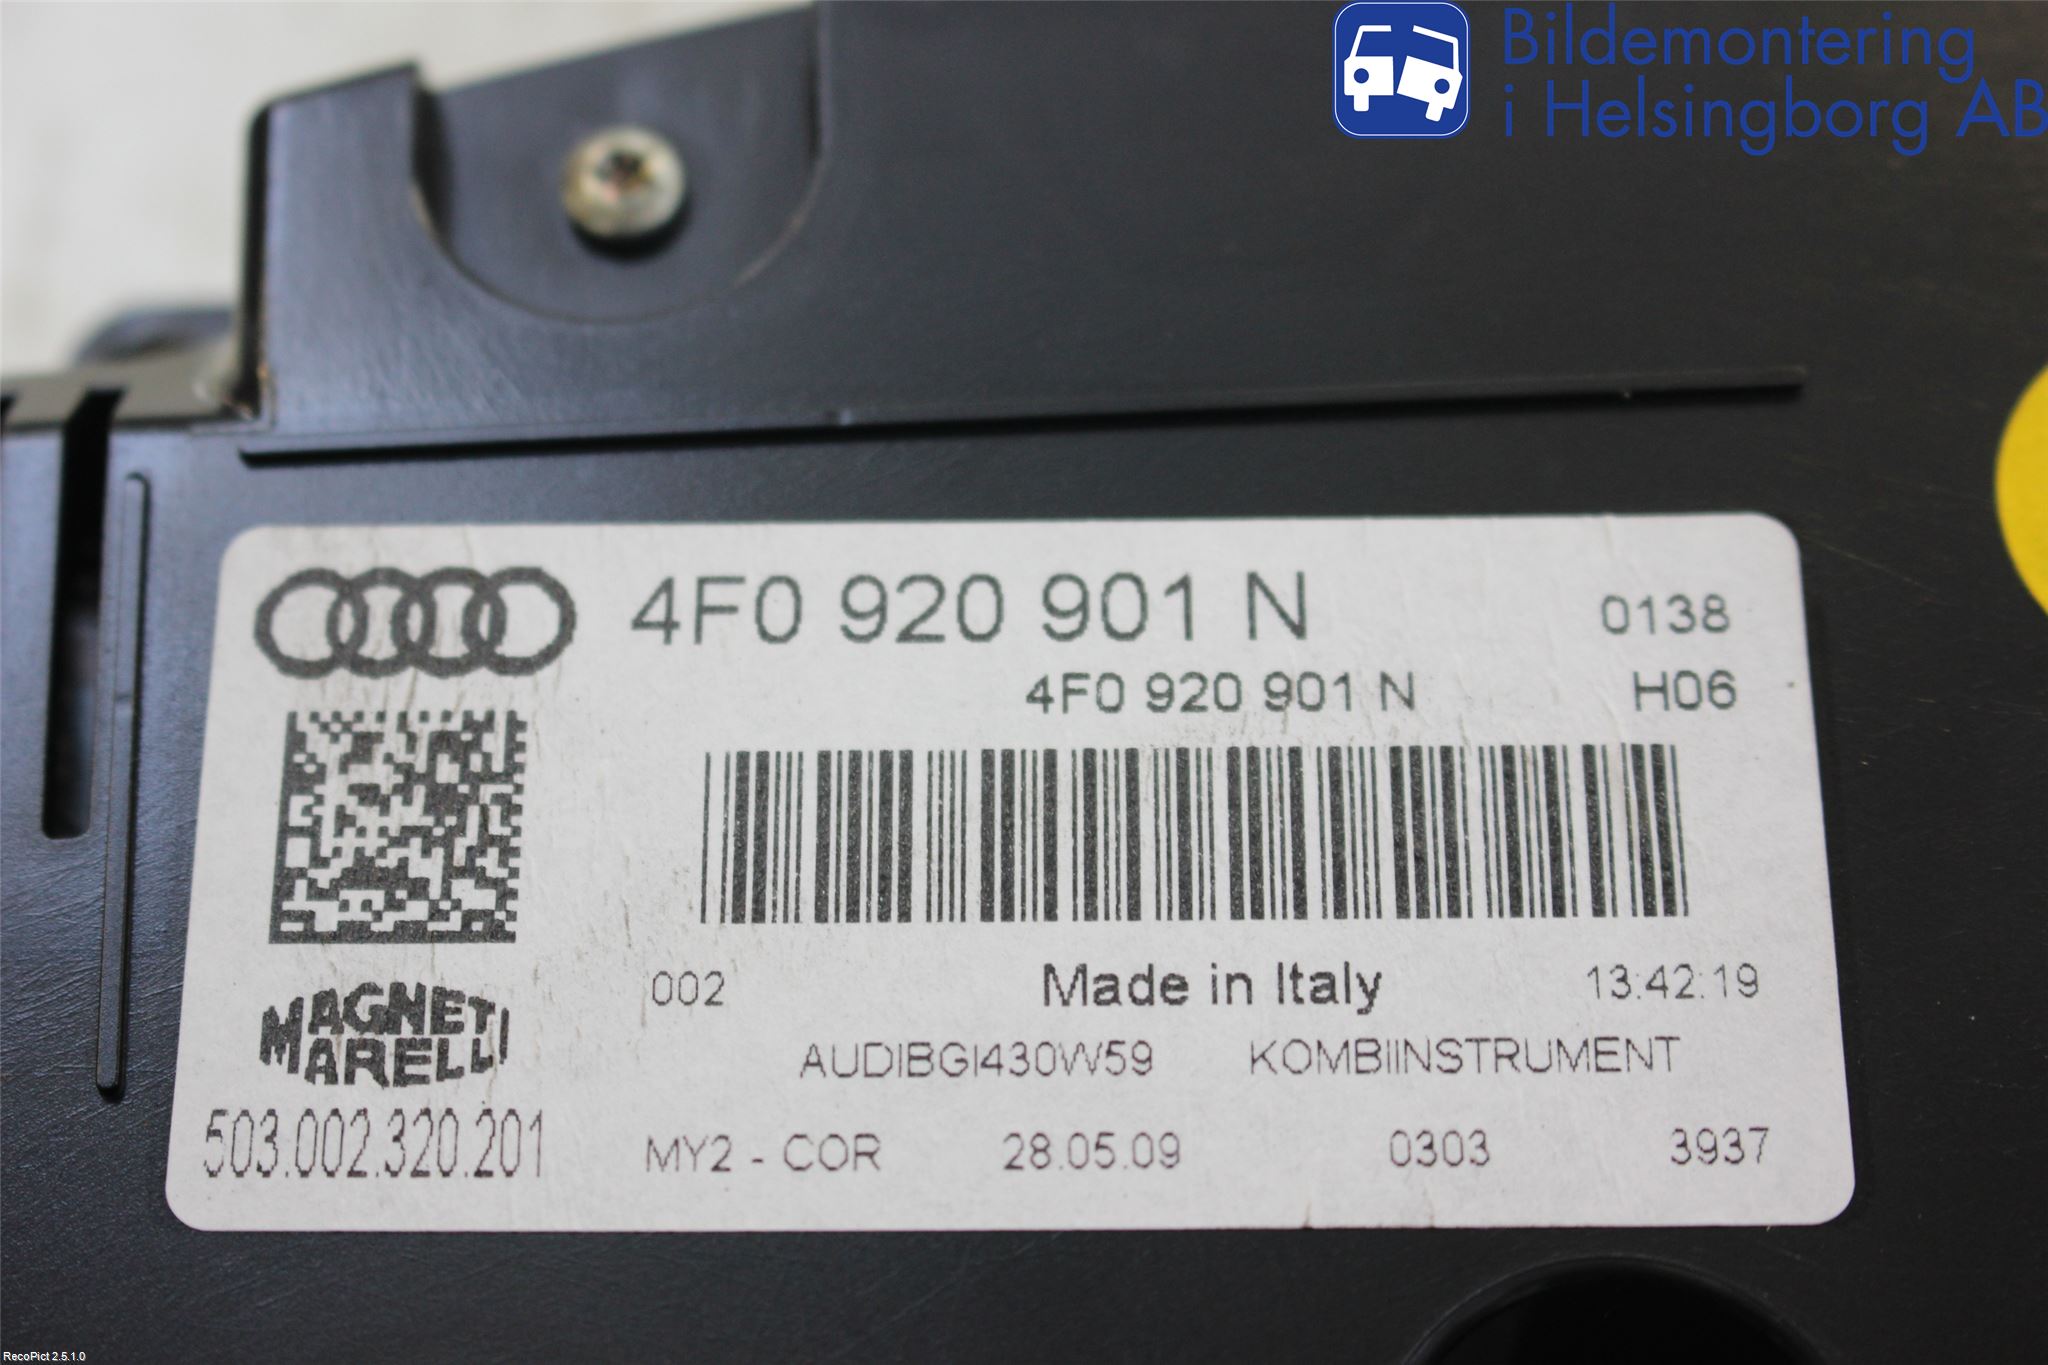 Bildemontering
i Helsingborg AB
4F0 920 901 N 0138
4F0 920 901 N H06
002 Made in Italy 13:42:19
MAGNETI
MARELLI
AUDIBGI430W59 KOMBIINSTRUMENT
503.002.320.201 MY2 - COR 28.05.09 0303 3937
RecoPict 2.5.1.0